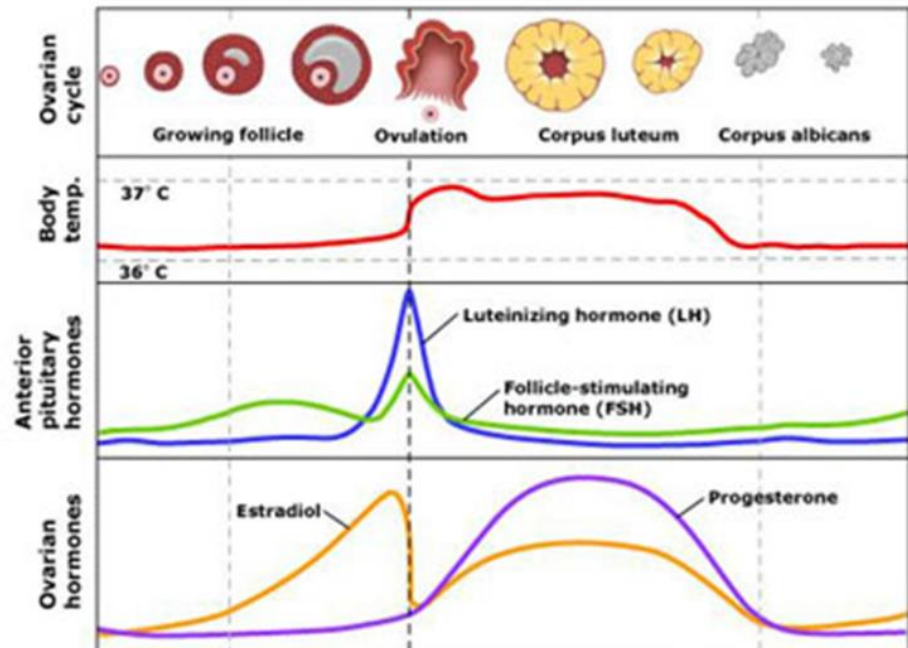 Ovarian
cycle
Growing follicle
Ovulation
Corpus luteum
Corpus albicans
Body
temp.
37° C
36° C
Anterior
pituitary
hormones
Luteinizing hormone (LH)
Follicle-stimulating
hormone (FSH)
Ovarian
hormones
Estradiol
Progesterone